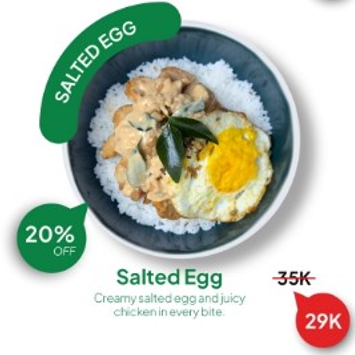 SALTED EGG
20%
OFF
Salted Egg
Creamy salted egg and juicy
chicken in every bite.
35K
29K